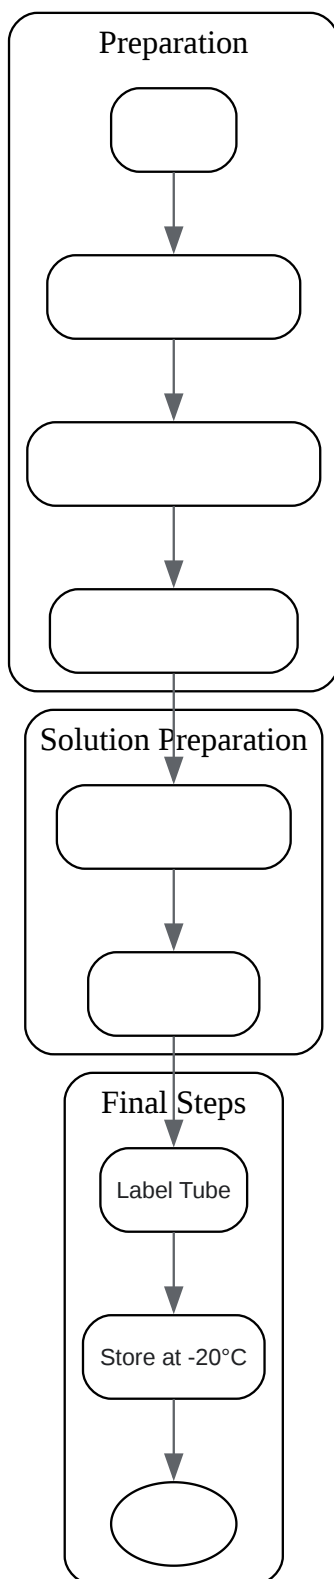 Preparation
Solution Preparation
Final Steps
Label Tube
Store at -20°C